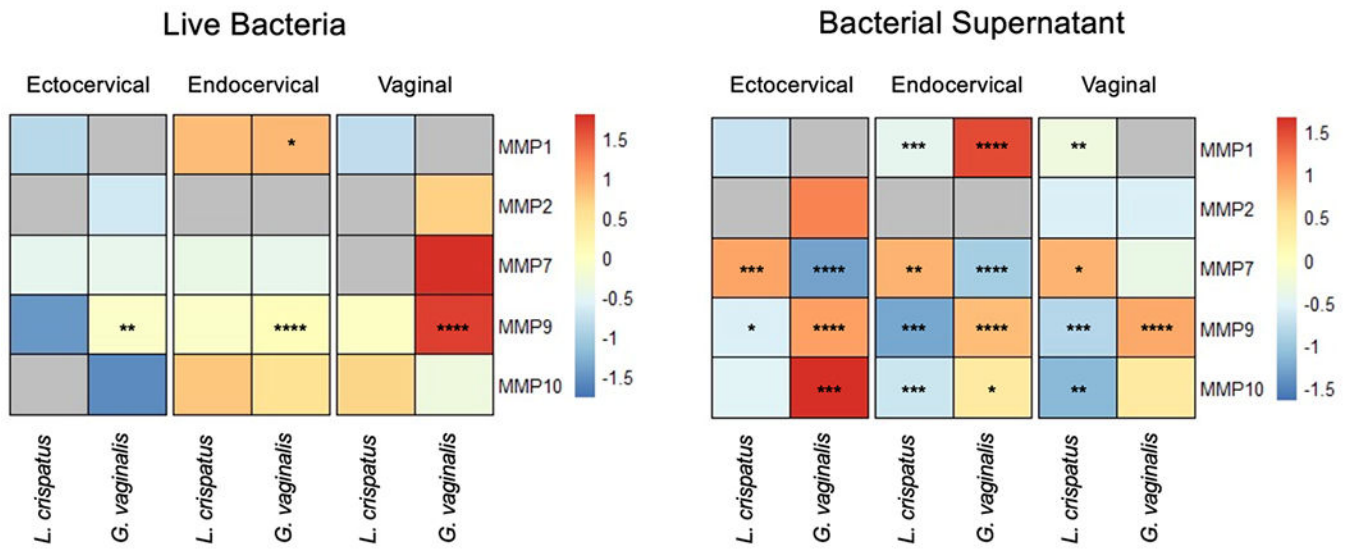 Live Bacteria
Ectocervical Endocervical Vaginal
* MMP1
MMP2
MMP7
** **** **** MMP9
MMP10
1.5
1
0.5
0
-0.5
-1
-1.5
L. crispatus
G. vaginalis
L. crispatus
G. vaginalis
L. crispatus
G. vaginalis
Bacterial Supernatant
Ectocervical Endocervical Vaginal
*** **** ** MMP1
MMP2
*** **** ** **** * MMP7
* **** *** **** *** **** MMP9
*** *** * ** MMP10
1.5
1
0.5
0
-0.5
-1
-1.5
L. crispatus
G. vaginalis
L. crispatus
G. vaginalis
L. crispatus
G. vaginalis